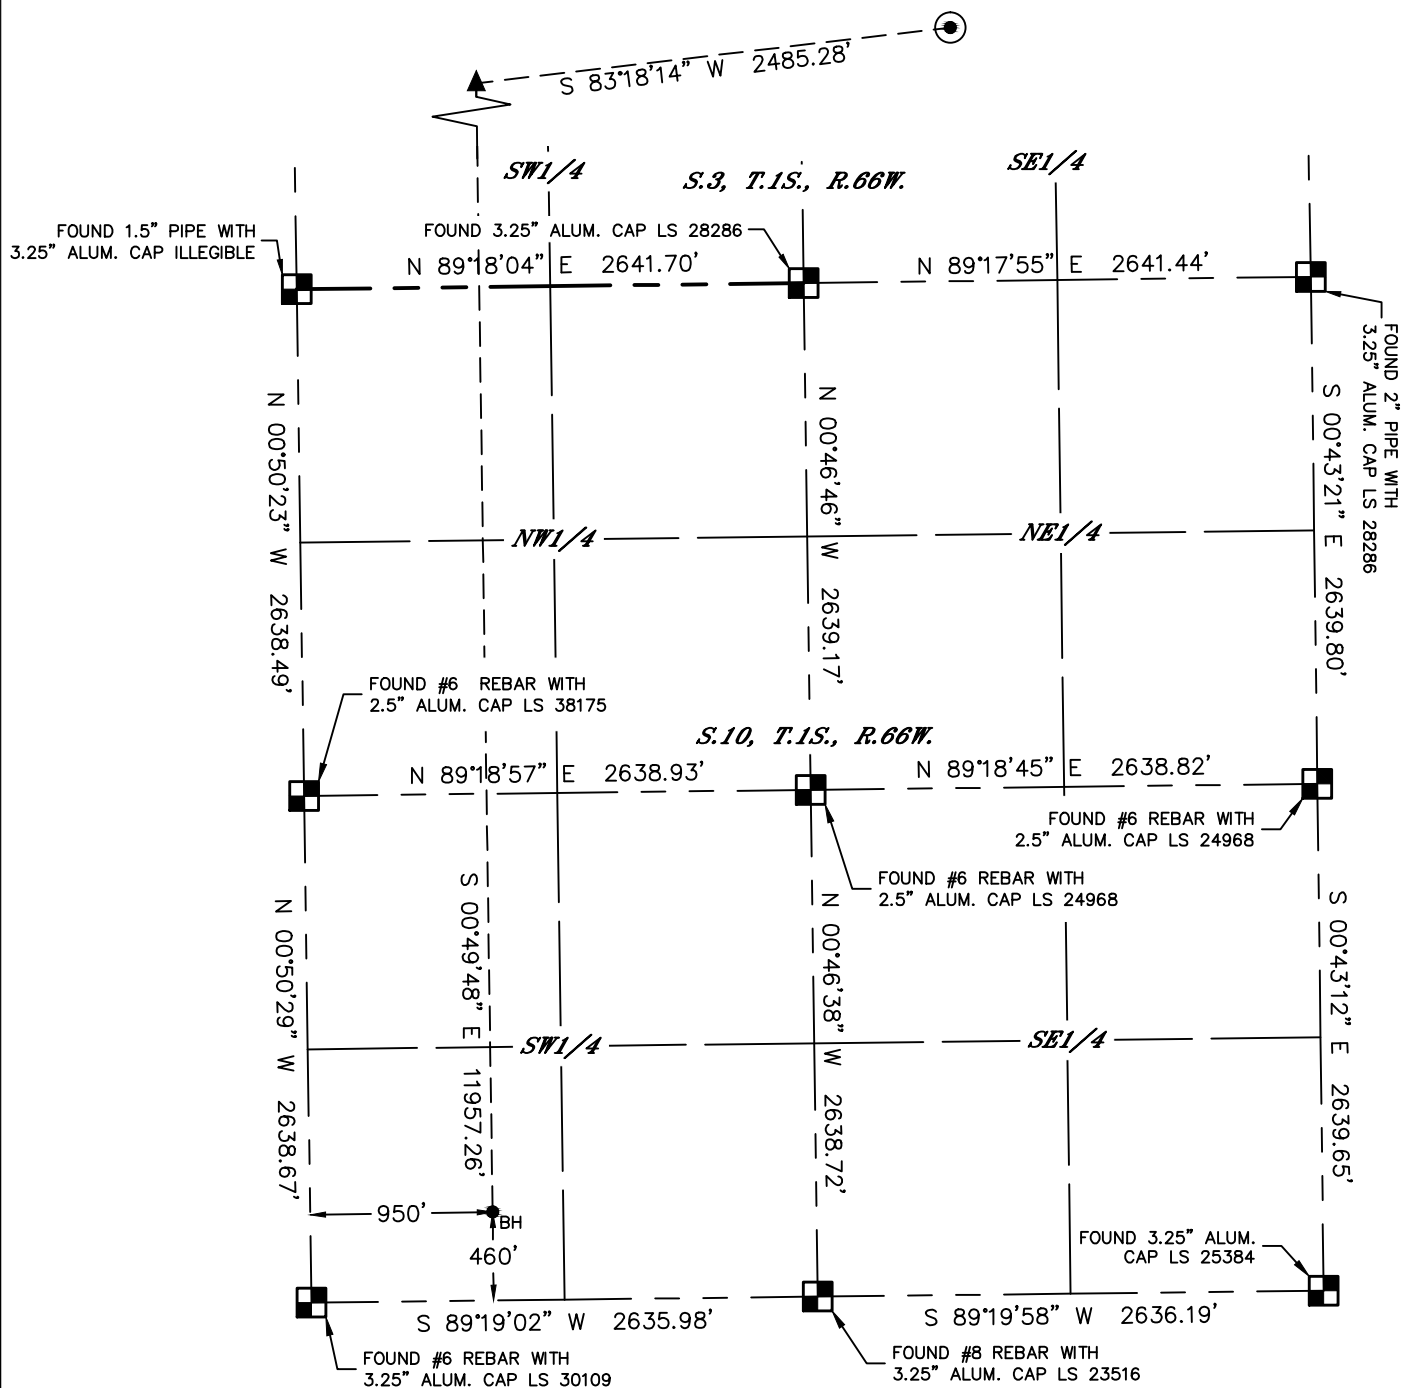 S 83°18'14" W 2485.28'
SW1/4
S.3, T.1S., R.66W.
SE1/4
FOUND 1.5" PIPE WITH
3.25" ALUM. CAP ILLEGIBLE
FOUND 3.25" ALUM. CAP LS 28286
N 89°18'04" E 2641.70'
N 89°17'55" E 2641.44'
FOUND 2" PIPE WITH
3.25" ALUM. CAP LS 28286
N 00°50'23" W 2638.49'
N 00°46'46" W 2639.17'
S 00°43'21" E 2639.80'
NW1/4
NE1/4
FOUND #6 REBAR WITH
2.5" ALUM. CAP LS 38175
S.10, T.1S., R.66W.
N 89°18'57" E 2638.93'
N 89°18'45" E 2638.82'
FOUND #6 REBAR WITH
2.5" ALUM. CAP LS 24968
FOUND #6 REBAR WITH
2.5" ALUM. CAP LS 24968
N 00°50'29" W 2638.67'
S 00°49'48" E 11957.26'
N 00°46'38" W 2638.72'
S 00°43'12" E 2639.65'
SW1/4
SE1/4
950'
BH
460'
FOUND 3.25" ALUM.
CAP LS 25384
S 89°19'02" W 2635.98'
S 89°19'58" W 2636.19'
FOUND #6 REBAR WITH
3.25" ALUM. CAP LS 30109
FOUND #8 REBAR WITH
3.25" ALUM. CAP LS 23516